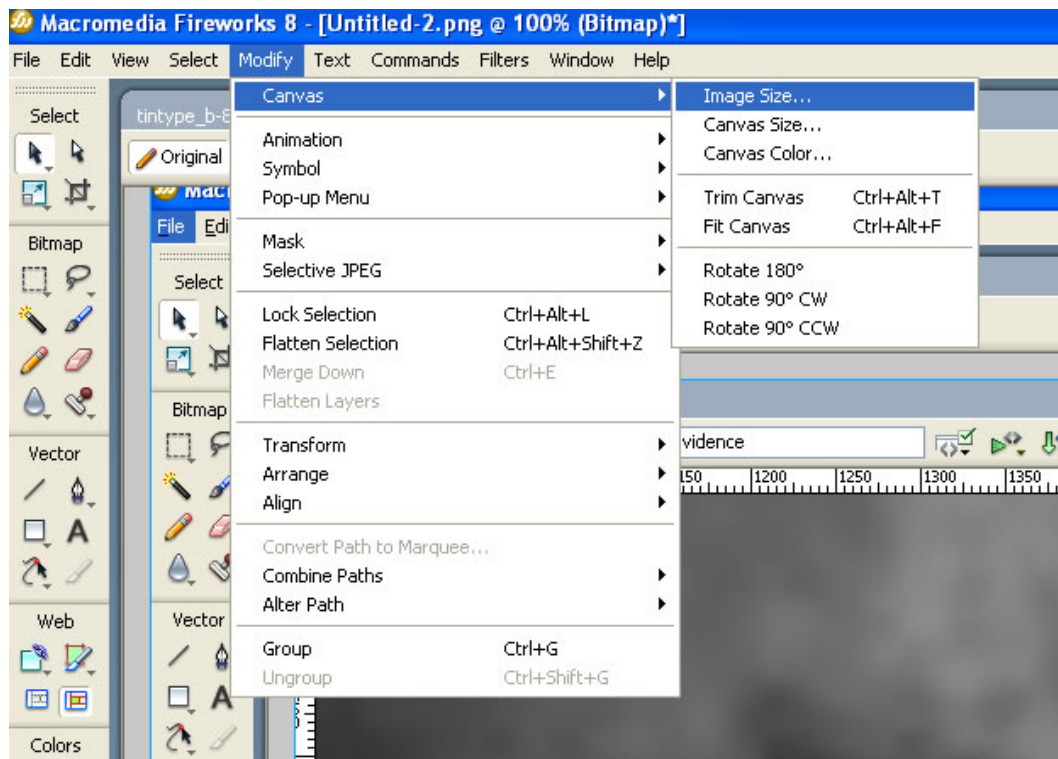 Macromedia Fireworks 8 - [Untitled-2.png @ 100% (Bitmap)*]
File Edit View Select Modify Text Commands Filters Window Help
Select
tintype_b-8
Original
Canvas
Animation
Symbol
Pop-up Menu
Mask
Selective JPEG
Lock Selection Ctrl+Alt+L
Flatten Selection Ctrl+Alt+Shift+Z
Merge Down Ctrl+E
Flatten Layers
Transform
Arrange
Align
Convert Path to Marquee...
Combine Paths
Alter Path
Group Ctrl+G
Ungroup Ctrl+Shift+G
Image Size...
Canvas Size...
Canvas Color...
Trim Canvas Ctrl+Alt+T
Fit Canvas Ctrl+Alt+F
Rotate 180°
Rotate 90° CW
Rotate 90° CCW
Bitmap
Vector
A
Web
Colors
Mac
File Edi
Select
Bitmap
Vector
A
vidence
150 1200 1250 1300 1350